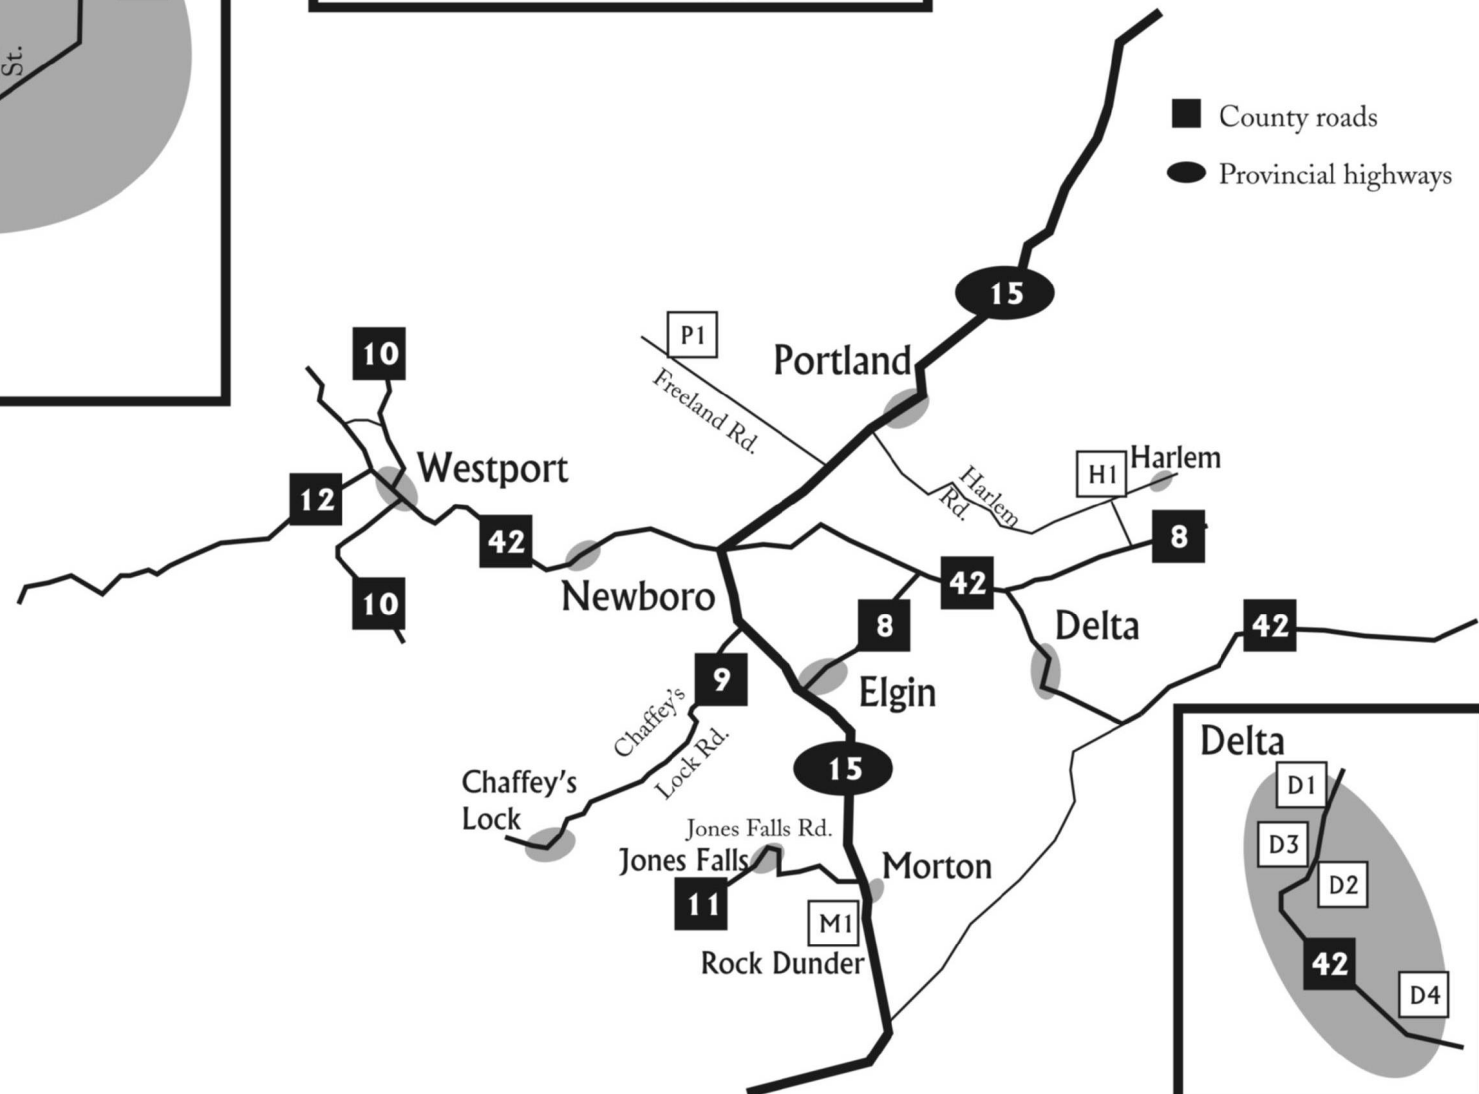 St.
County roads
Provincial highways
15
P1
Portland
Freeland Rd.
10
Westport
12
42
10
Newboro
Harlem
Rd.
H1
Harlem
8
42
8
Delta
42
9
Elgin
Chaffey's
Lock Rd.
Chaffey's
Lock
15
Jones Falls Rd.
Jones Falls
11
Morton
M1
Rock Dunder
Delta
D1
D3
D2
42
D4